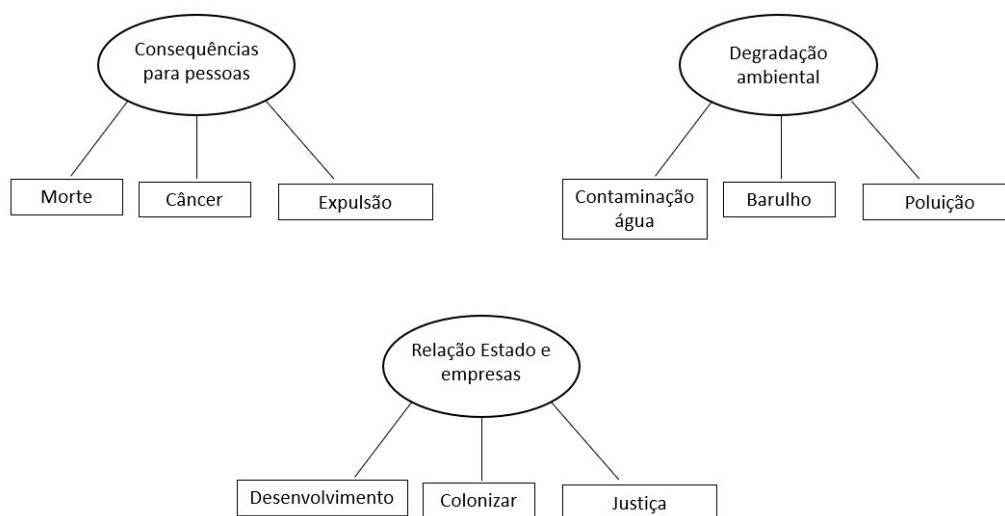 Consequências
para pessoas
Degradação
ambiental
Morte
Câncer
Expulsão
Contaminação
água
Barulho
Poluição
Relação Estado e
empresas
Desenvolvimento
Colonizar
Justiça